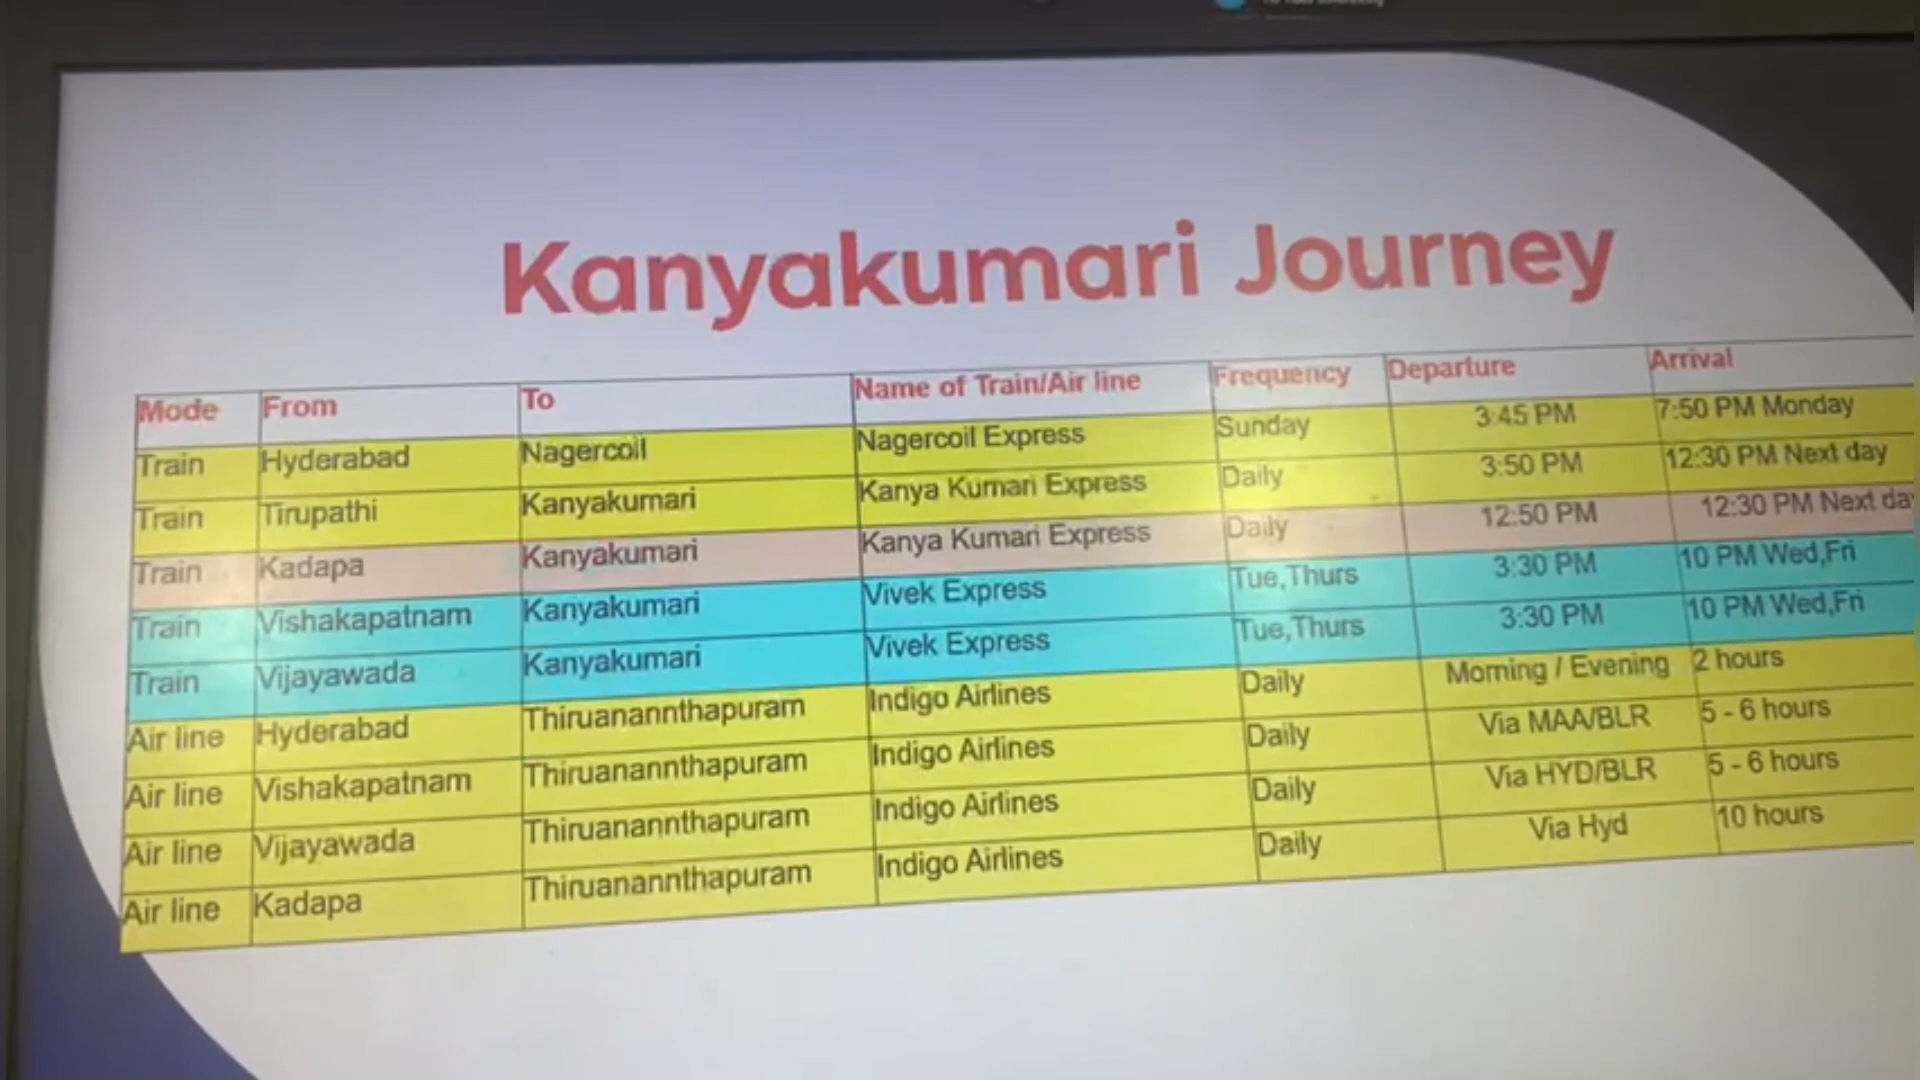 Kanyakumari Journey
Mode From To Name of Train/Air line Frequency Departure Arrival
Train Hyderabad Nagercoil Nagercoil Express Sunday 3:45 PM 7:50 PM Monday
Train Tirupathi Kanyakumari Kanya Kumari Express Daily 3:50 PM 12:30 PM Next day
Train Kadapa Kanyakumari Kanya Kumari Express Daily 12:50 PM 12:30 PM Next da
Train Vishakapatnam Kanyakumari Vivek Express Tue,Thurs 3:30 PM 10 PM Wed,Fri
Train Vijayawada Kanyakumari Vivek Express Tue,Thurs 3:30 PM 10 PM Wed,Fri
Air line Hyderabad Thiruanannthapuram Indigo Airlines Daily Morning / Evening 2 hours
Air line Vishakapatnam Thiruanannthapuram Indigo Airlines Daily Via MAA/BLR 5 - 6 hours
Air line Vijayawada Thiruanannthapuram Indigo Airlines Daily Via HYD/BLR 5 - 6 hours
Air line Kadapa Thiruanannthapuram Indigo Airlines Daily Via Hyd 10 hours